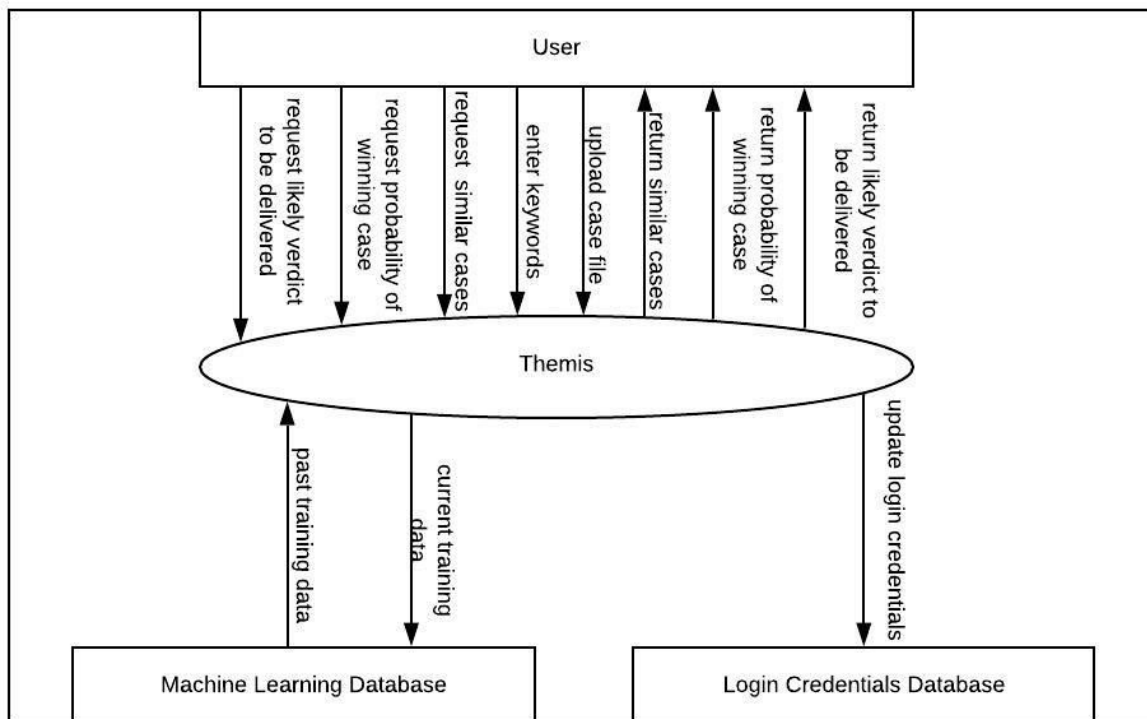 User
request likely verdict
to be delivered
request probability of
winning case
request  similar cases
enter keywords
upload case file
return similar cases
return probability of
winning case
return likely verdict to
be delivered
Themis
past training data
current training
data
update login credentials
Machine Learning Database
Login Credentials Database